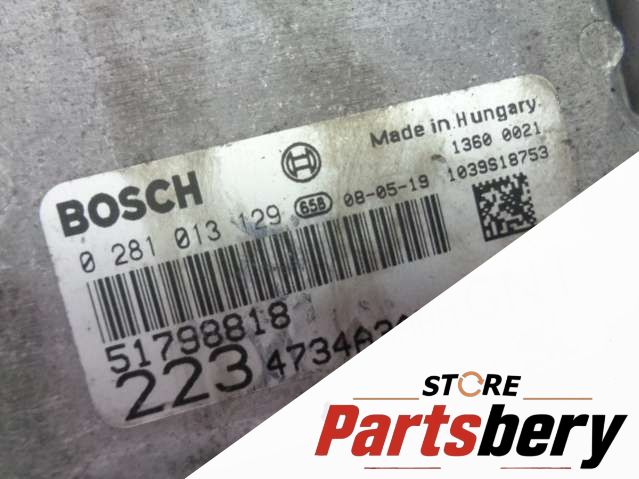 BOSCH
Made in Hungary
1360 0021
0 281 013 129 658 08-05-19 1039S18753
51798818
223
STORE
Partsbery